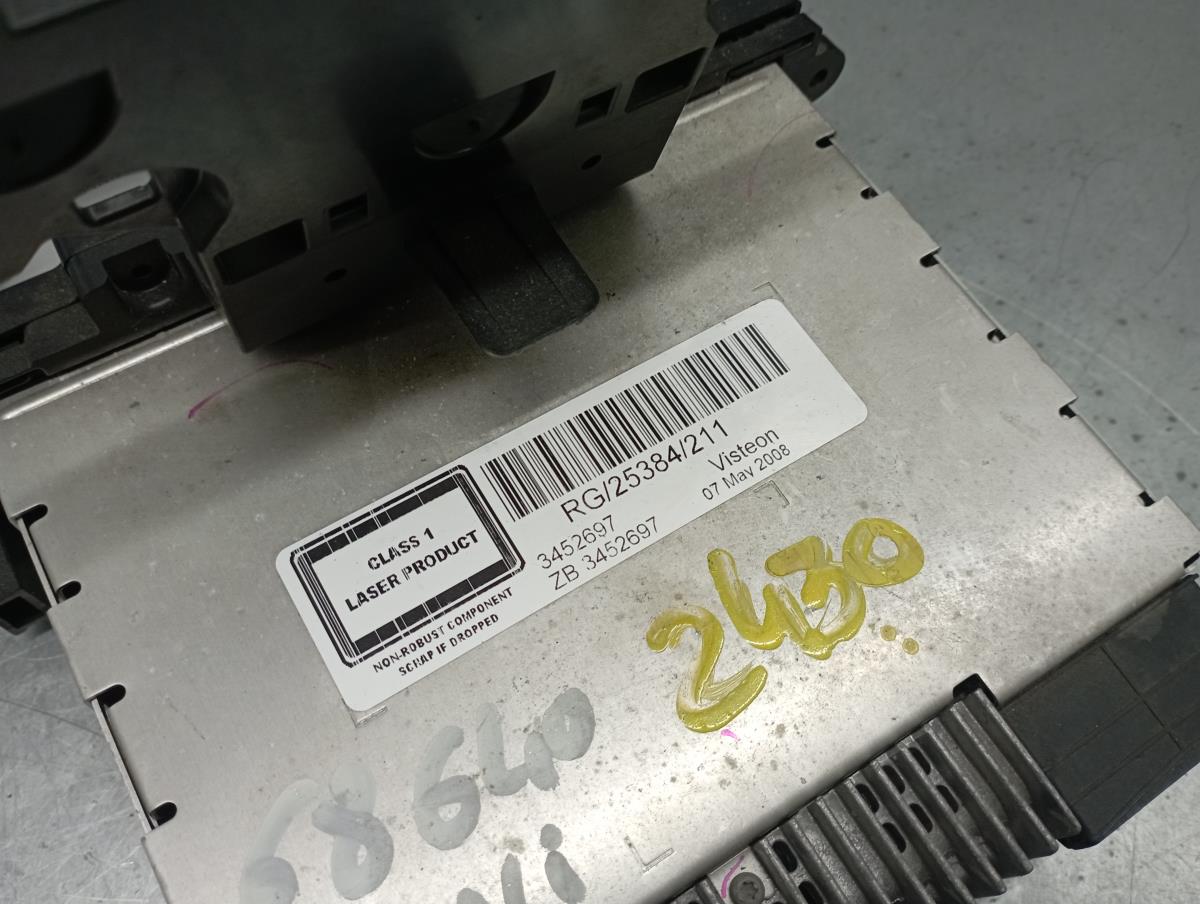 CLASS 1
LASER PRODUCT
NON-ROBUST COMPONENT
SCRAP IF DROPPED
RG/25384/211
3452697
ZB 3452697
Visteon
07 May 2008
2430
68640